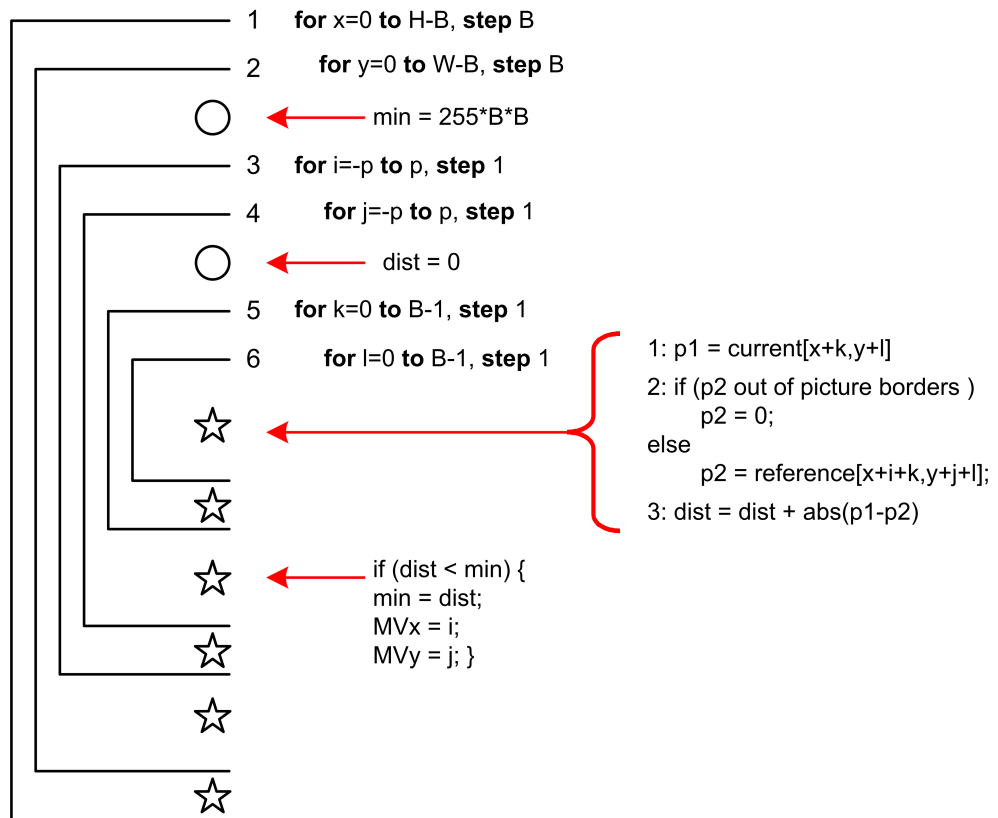 1 for x=0 to H-B, step B
2 for y=0 to W-B, step B
min = 255*B*B
3 for i=-p to p, step 1
4 for j=-p to p, step 1
dist = 0
5 for k=0 to B-1, step 1
6 for l=0 to B-1, step 1
1: p1 = current[x+k,y+l]
2: if (p2 out of picture borders )
p2 = 0;
else
p2 = reference[x+i+k,y+j+l];
3: dist = dist + abs(p1-p2)
if (dist < min) {
min = dist;
MVx = i;
MVy = j; }